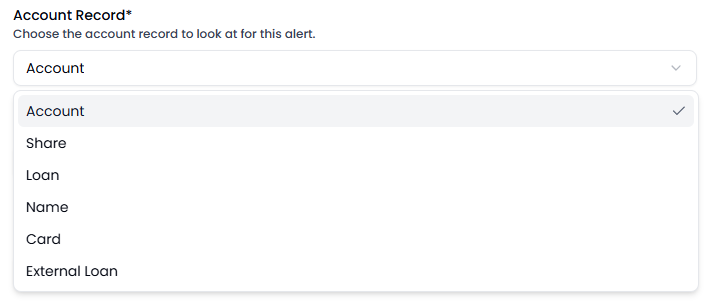 Account Record*
Choose the account record to look at for this alert.
Account
Account
Share
Loan
Name
Card
External Loan